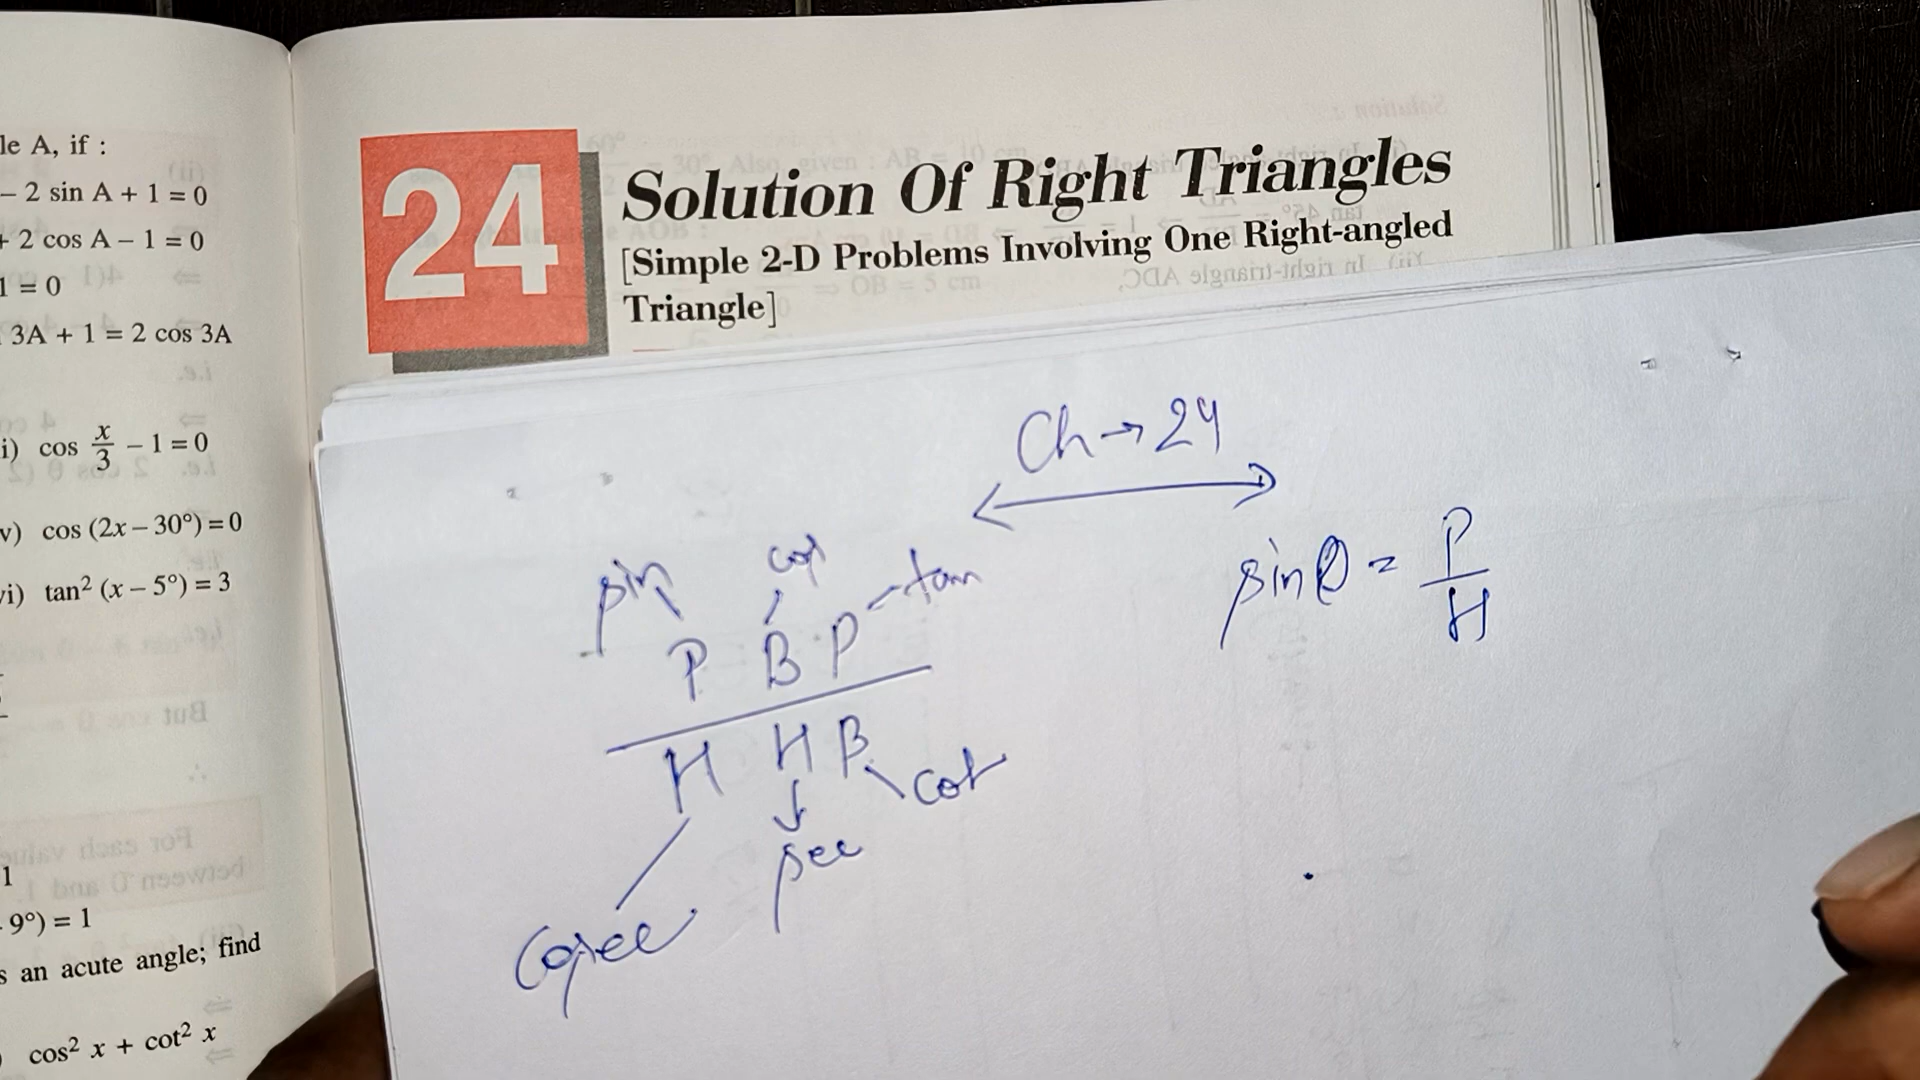 le A, if :
– 2 sin A + 1 = 0
+ 2 cos A – 1 = 0
1 = 0
3A + 1 = 2 cos 3A
i) cos x/3 – 1 = 0
v) cos (2x – 30°) = 0
vi) tan² (x – 5°) = 3
1
9°) = 1
s an acute angle; find
cos² x + cot² x
24
Solution Of Right Triangles
[Simple 2-D Problems Involving One Right-angled
Triangle]
Ch → 24
sin cos tan
P B P
H H B
cosec sec cot
sin θ = P/H